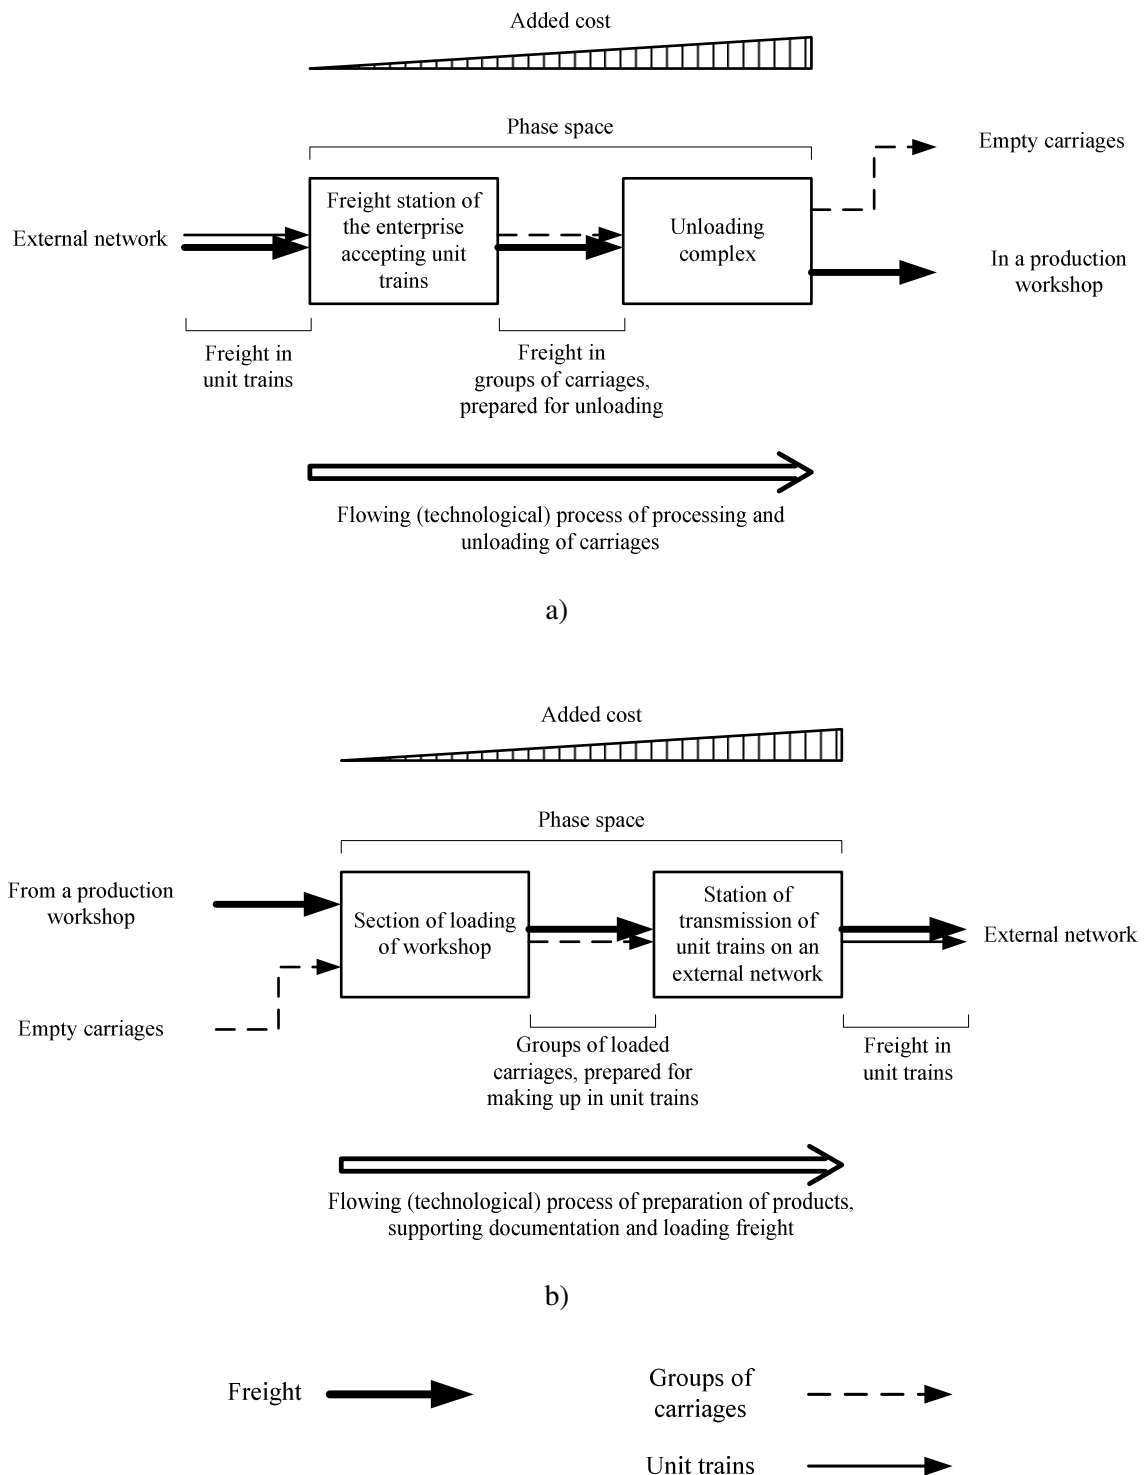 Added cost
Phase space
Empty carriages
External network
Freight station of
the enterprise
accepting unit
trains
Unloading
complex
In a production
workshop
Freight in
unit trains
Freight in
groups of carriages,
prepared for unloading
Flowing (technological) process of processing and
unloading of carriages
a)
Added cost
Phase space
From a production
workshop
Empty carriages
Section of loading
of workshop
Station of
transmission of
unit trains on an
external network
External network
Groups of loaded
carriages, prepared for
making up in unit trains
Freight in
unit trains
Flowing (technological) process of preparation of products,
supporting documentation and loading freight
b)
Freight
Groups of
carriages
Unit trains